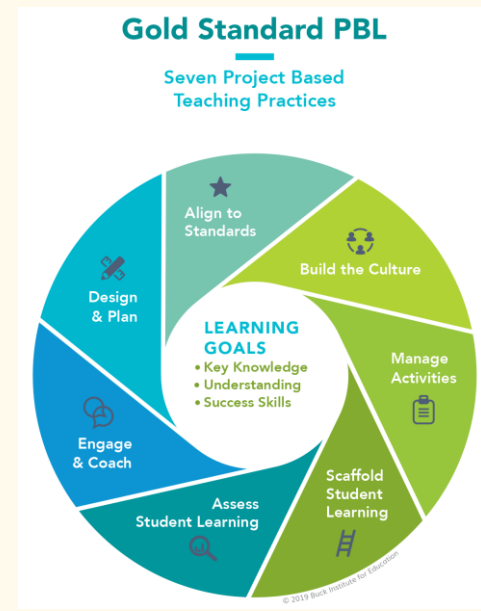 Gold Standard PBL
Seven Project Based
Teaching Practices
Align to
Standards
Build the Culture
Manage
Activities
Scaffold
Student
Learning
Assess
Student Learning
Engage
& Coach
Design
& Plan
LEARNING
GOALS
• Key Knowledge
• Understanding
• Success Skills
© 2019 Buck Institute for Education